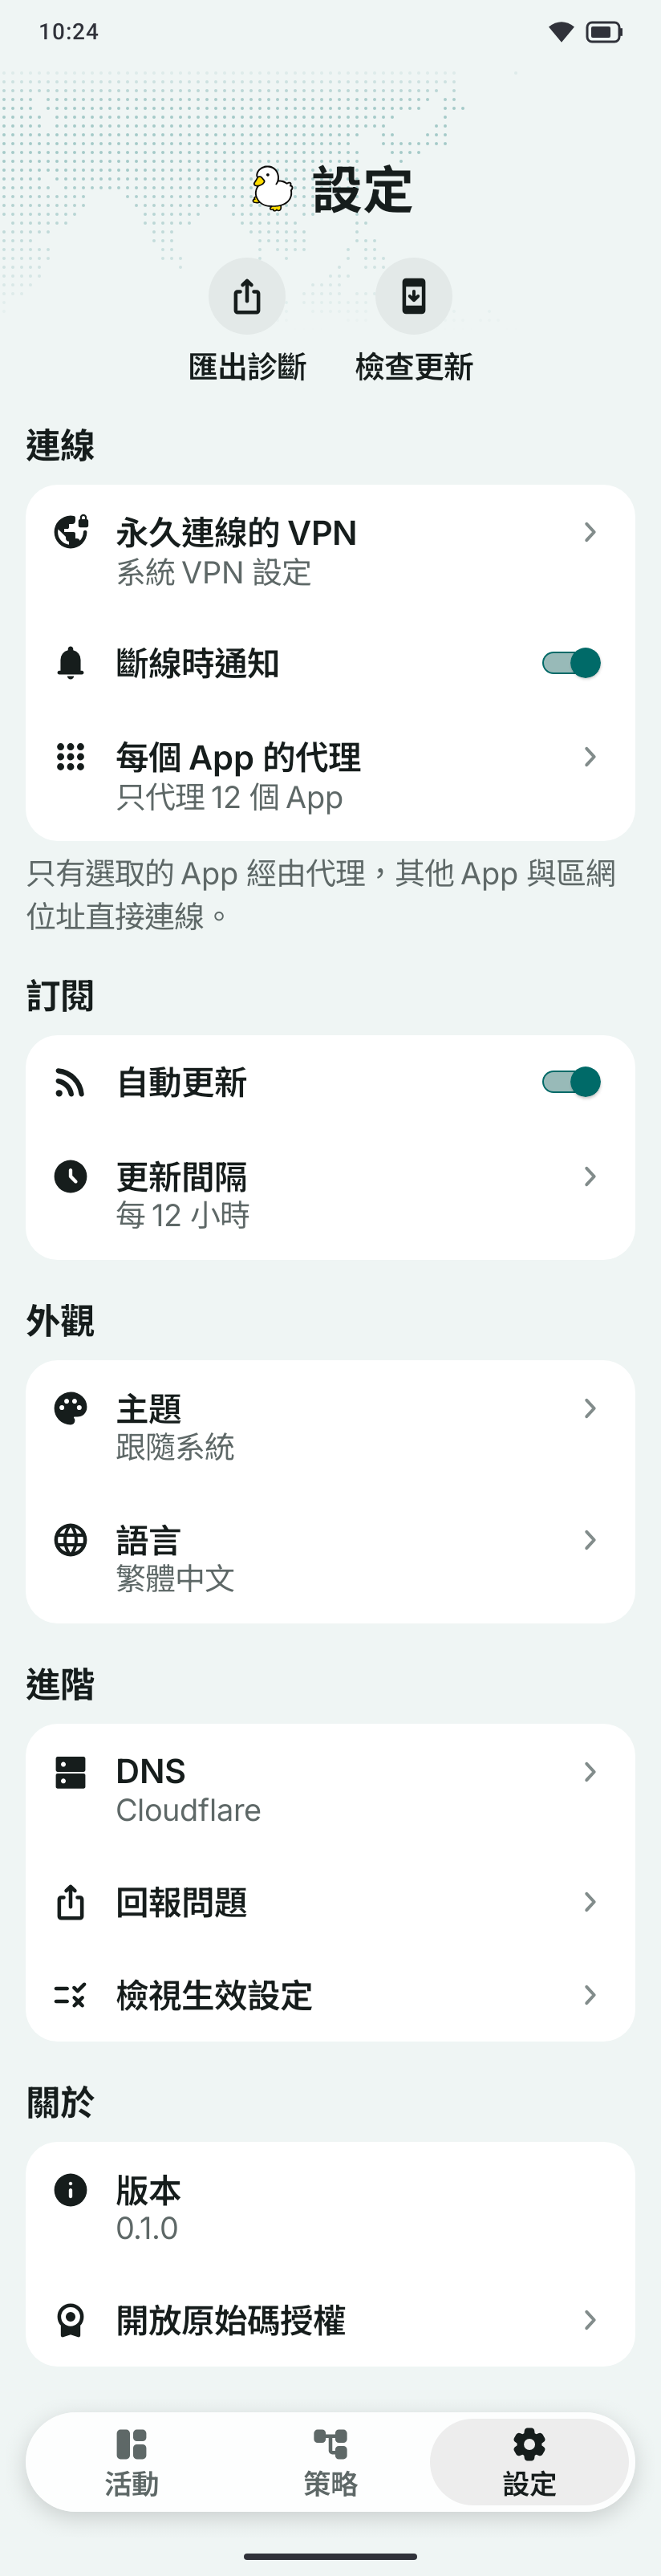 10:24
設定
匯出診斷
檢查更新
連線
永久連線的 VPN
系統 VPN 設定
斷線時通知
每個 App 的代理
只代理 12 個 App
只有選取的 App 經由代理，其他 App 與區網
位址直接連線。
訂閱
自動更新
更新間隔
每 12 小時
外觀
主題
跟隨系統
語言
繁體中文
進階
DNS
Cloudflare
回報問題
檢視生效設定
關於
版本
0.1.0
開放原始碼授權
活動
策略
設定